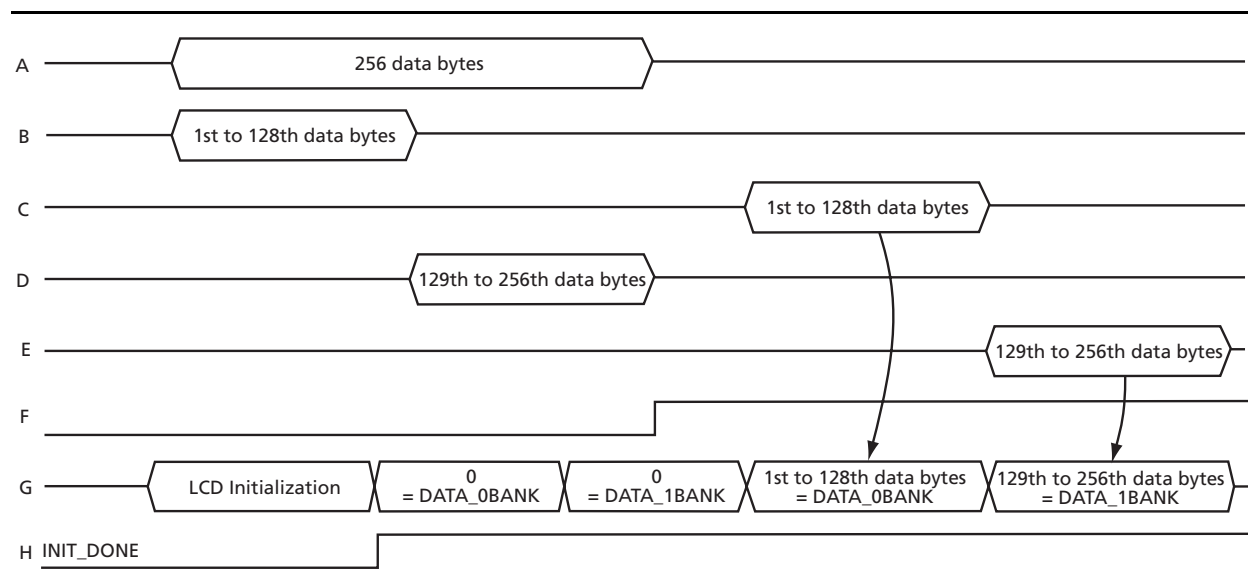 A 256 data bytes
B 1st to 128th data bytes
C 1st to 128th data bytes
D 129th to 256th data bytes
E 129th to 256th data bytes
F
G LCD Initialization
0
= DATA_0BANK
0
= DATA_1BANK
1st to 128th data bytes
= DATA_0BANK
129th to 256th data bytes
= DATA_1BANK
H INIT_DONE